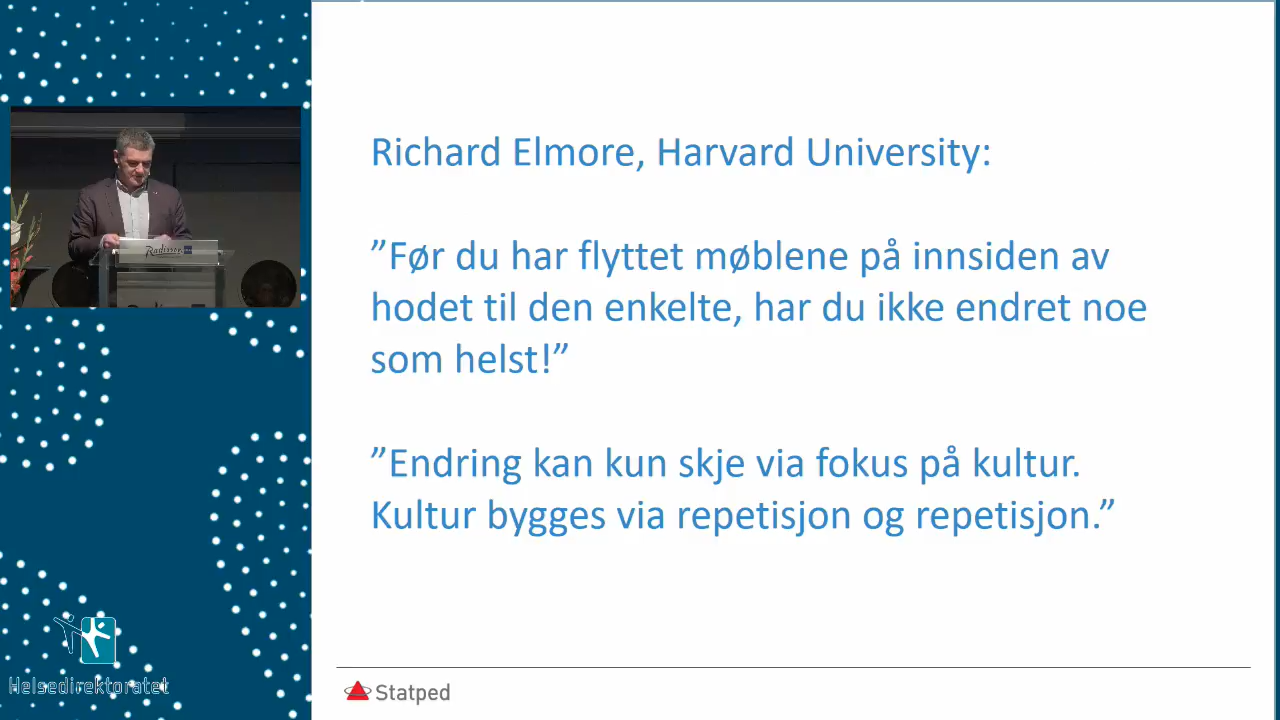 Richard Elmore, Harvard University:
”Før du har flyttet møblene på innsiden av
hodet til den enkelte, har du ikke endret noe
som helst!”
”Endring kan kun skje via fokus på kultur.
Kultur bygges via repetisjon og repetisjon.”
Statped
Radisson
Helsedirektoratet